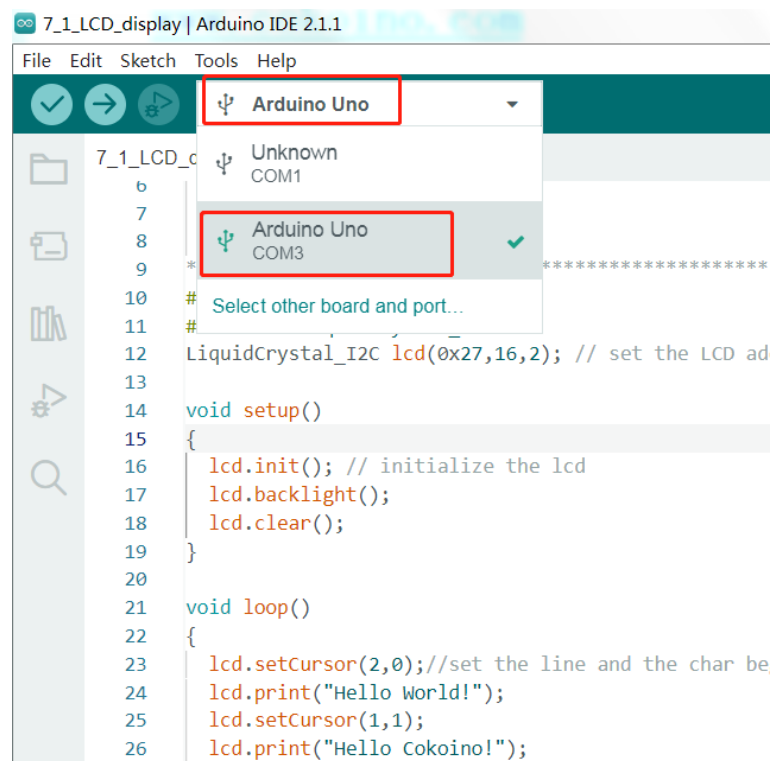 7_1_LCD_display | Arduino IDE 2.1.1
File Edit Sketch Tools Help
Arduino Uno
7_1_LCD_
Unknown
COM1
Arduino Uno
COM3
Select other board and port...
6
7
8
9 * ************************
10 #
11 #
12 LiquidCrystal_I2C lcd(0x27,16,2); // set the LCD ad
13
14 void setup()
15 {
16 lcd.init(); // initialize the lcd
17 lcd.backlight();
18 lcd.clear();
19 }
20
21 void loop()
22 {
23 lcd.setCursor(2,0);//set the line and the char be
24 lcd.print("Hello World!");
25 lcd.setCursor(1,1);
26 lcd.print("Hello Cokoino!");